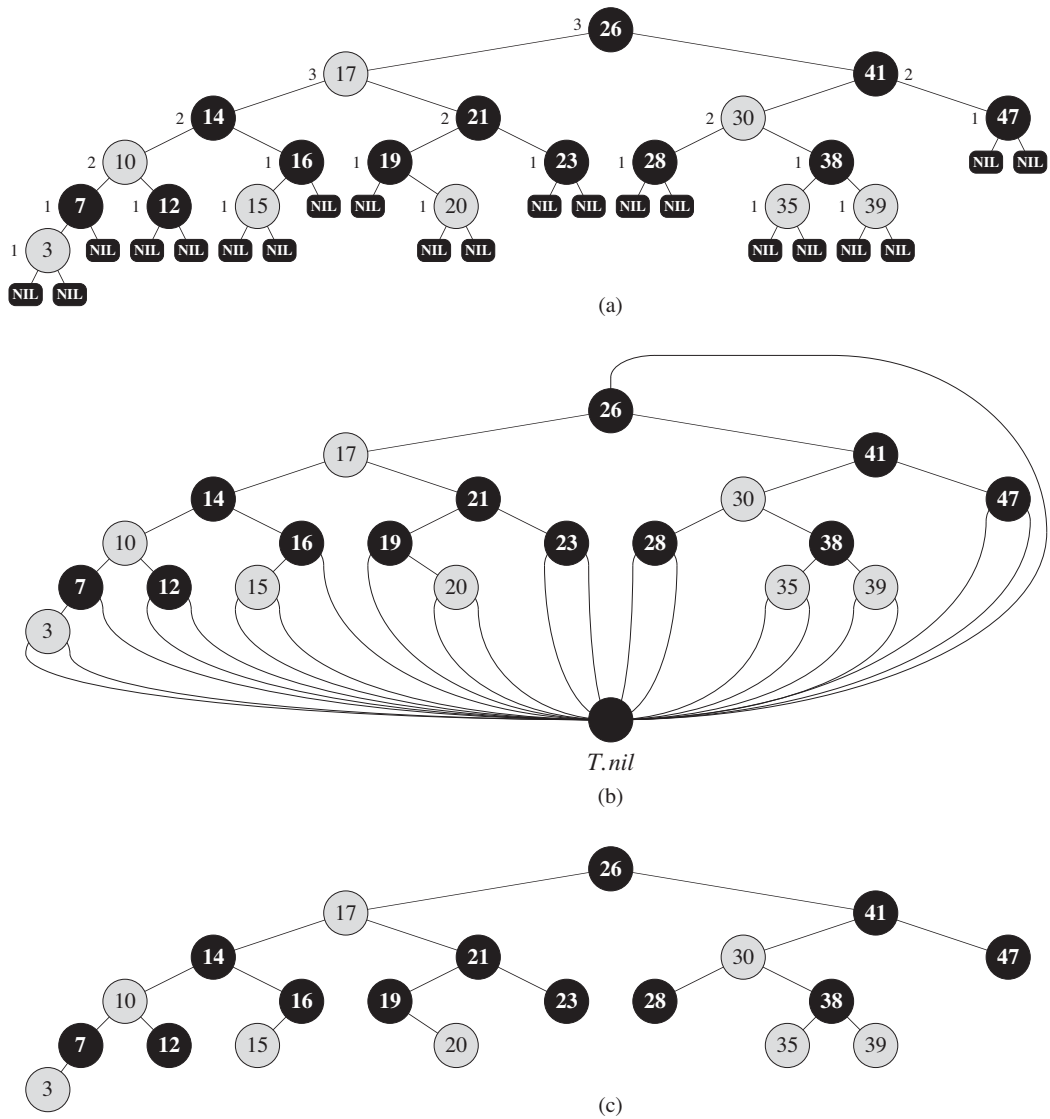 3 26
3 17 41 2
2 14 2 21 2 30 1 47
2 10 1 16 1 19 1 23 1 28 1 38 NIL NIL
1 7 1 12 1 15 NIL NIL 1 20 NIL NIL NIL NIL 1 35 1 39
1 3 NIL NIL NIL NIL NIL NIL NIL NIL NIL NIL NIL
NIL NIL
(a)
26
17 41
14 21 30 47
10 16 19 23 28 38
7 12 15 20 35 39
3
T.nil
(b)
26
17 41
14 21 30 47
10 16 19 23 28 38
7 12 15 20 35 39
3
(c)